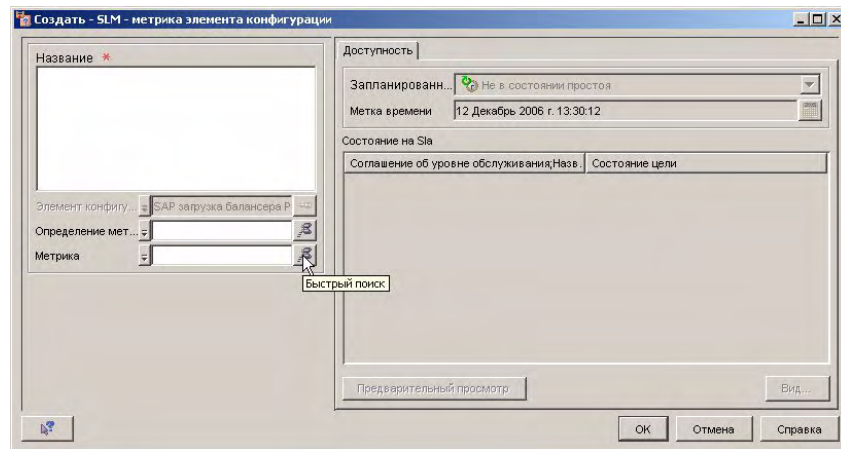 Создать - SLM - метрика элемента конфигурации
Название *
Элемент конфигу...
SAP загрузка балансера P
Определение мет...
Метрика
Быстрый поиск
Доступность
Запланированн...
Не в состоянии простоя
Метка времени
12 Декабрь 2006 г. 13:30:12
Состояние на Sla
Соглашение об уровне обслуживания;Назв.
Состояние цели
Предварительный просмотр
Вид...
OK
Отмена
Справка